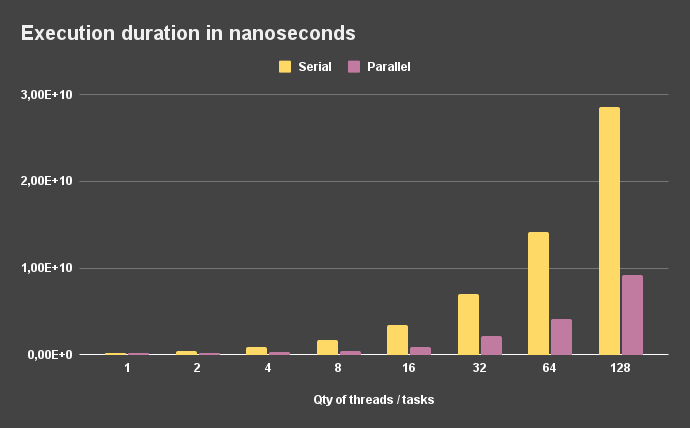 Execution duration in nanoseconds
Serial Parallel
3,00E+10
2,00E+10
1,00E+10
0,00E+0
1 2 4 8 16 32 64 128
Qty of threads / tasks